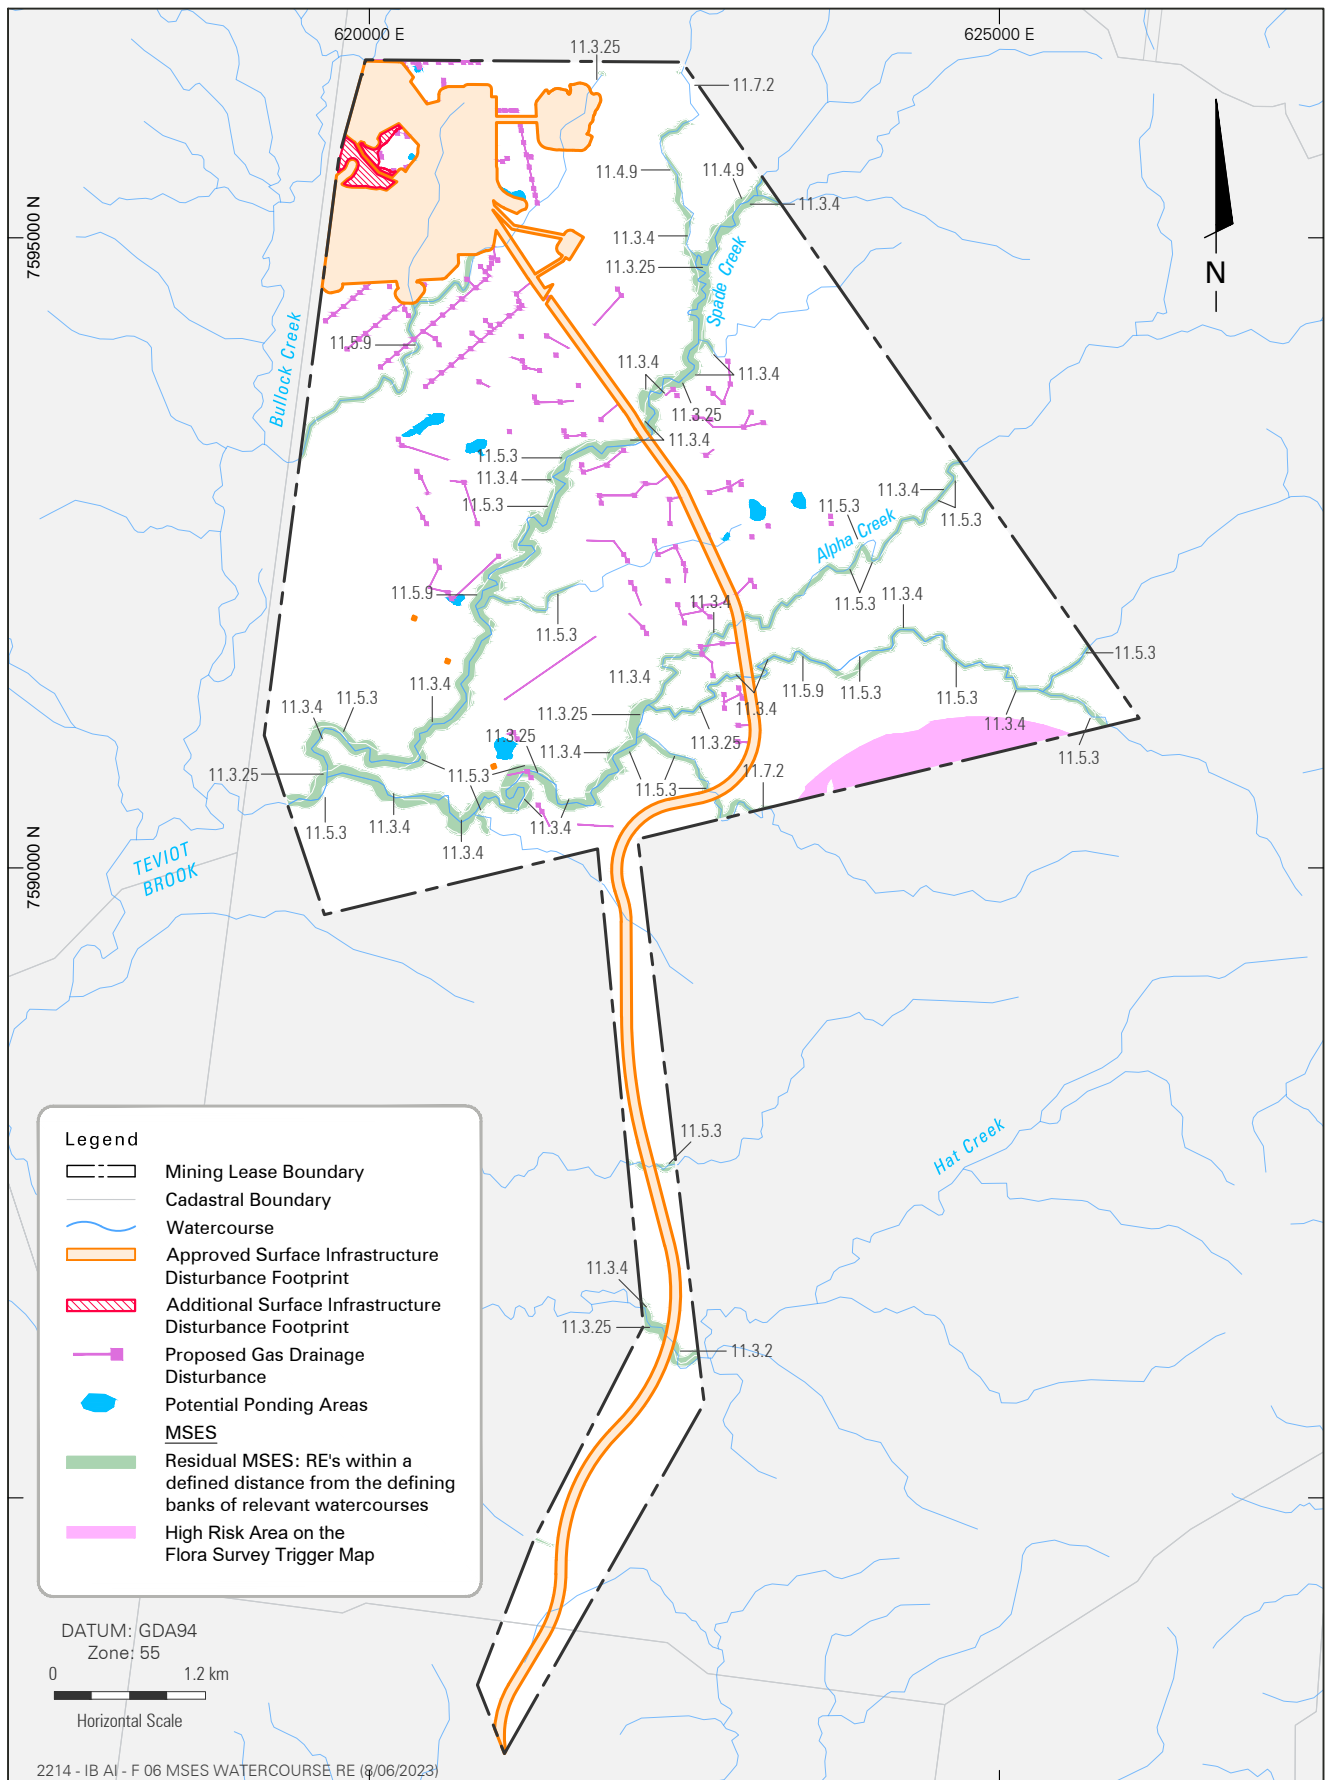 620000 E
625000 E
11.3.25
11.7.2
11.4.9
11.4.9
11.3.4
7595000 N
11.3.4
11.3.25
Spade Creek
N
Bullock Creek
11.5.9
11.3.4
11.3.4
11.3.25
11.3.4
11.5.3
11.3.4
11.5.3
11.3.4
11.5.3
11.5.3
Alpha Creek
11.5.9
11.3.4
11.5.3
11.3.4
11.5.3
11.5.3
11.3.4
11.3.4
11.5.9
11.5.3
11.5.3
11.5.3
11.3.4
11.3.4
11.3.25
11.3.4
11.3.25
11.3.25
11.3.4
11.3.4
11.5.3
11.3.25
11.5.3
11.5.3
11.7.2
11.5.3
11.3.4
11.3.4
11.3.4
TEVIOT
BROOK
7590000 N
11.5.3
Hat Creek
11.3.4
11.3.25
11.3.2
Legend
Mining Lease Boundary
Cadastral Boundary
Watercourse
Approved Surface Infrastructure
Disturbance Footprint
Additional Surface Infrastructure
Disturbance Footprint
Proposed Gas Drainage
Disturbance
Potential Ponding Areas
MSES
Residual MSES: RE's within a
defined distance from the defining
banks of relevant watercourses
High Risk Area on the
Flora Survey Trigger Map
DATUM: GDA94
Zone: 55
0 1.2 km
Horizontal Scale
2214 - IB AI - F 06 MSES WATERCOURSE RE (8/06/2023)